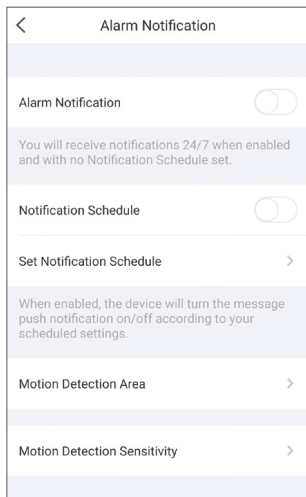 Alarm Notification
Alarm Notification
You will receive notifications 24/7 when enabled
and with no Notification Schedule set.
Notification Schedule
Set Notification Schedule
When enabled, the device will turn the message
push notification on/off according to your
scheduled settings.
Motion Detection Area
Motion Detection Sensitivity